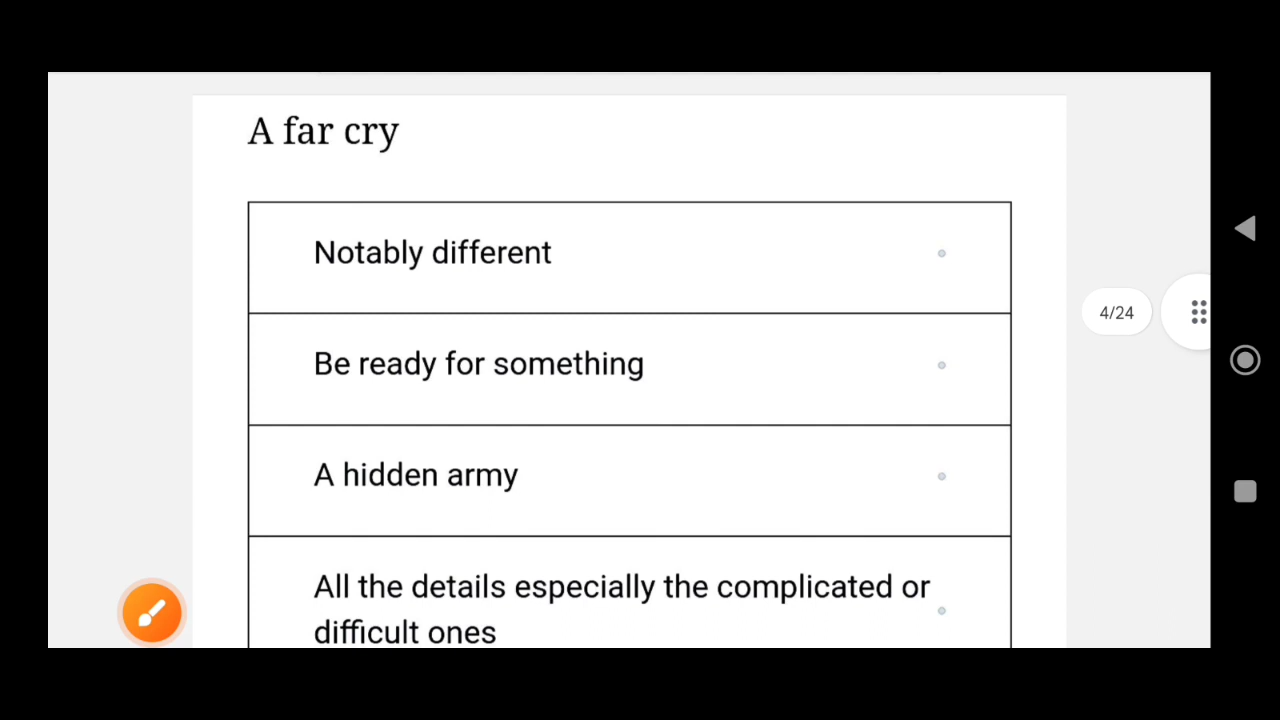 A far cry
Notably different
Be ready for something
4/24
A hidden army
All the details especially the complicated or
difficult ones